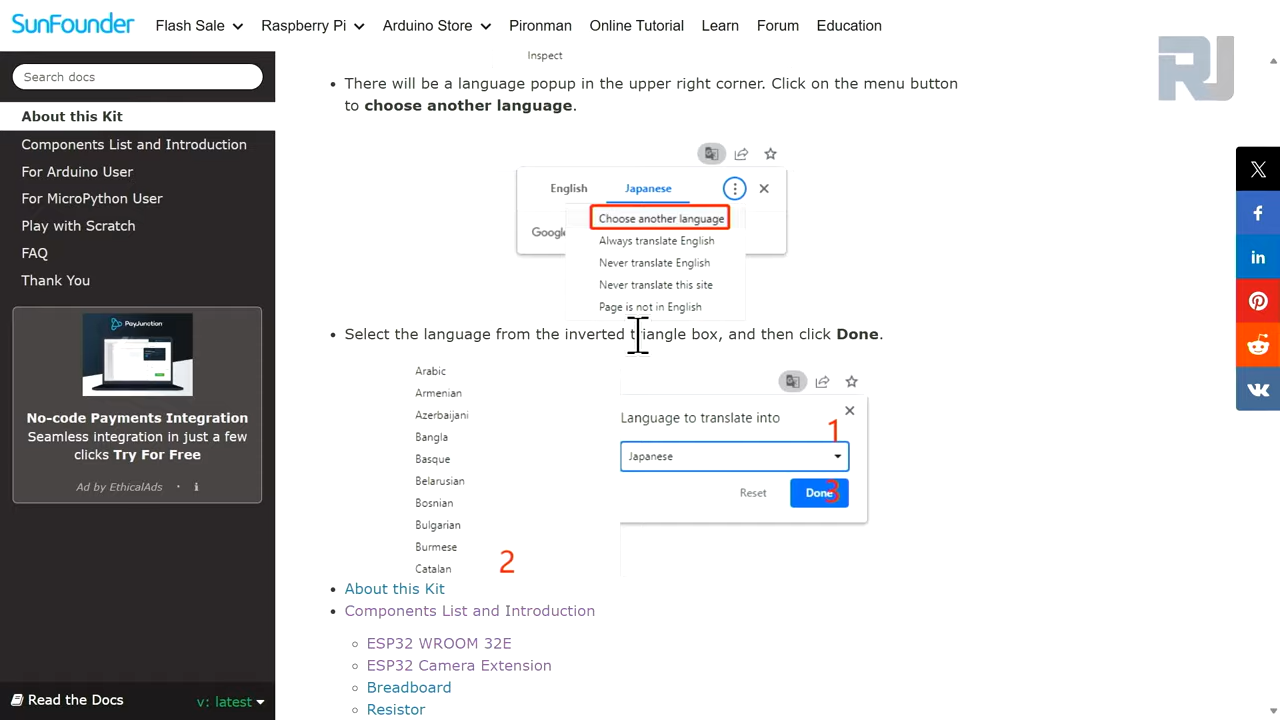 SunFounder
Flash Sale
Raspberry Pi
Arduino Store
Pironman
Online Tutorial
Learn
Forum
Education
RJ
Search docs
About this Kit
Components List and Introduction
For Arduino User
For MicroPython User
Play with Scratch
FAQ
Thank You
PayJunction
No-code Payments Integration
Seamless integration in just a few
clicks Try For Free
Ad by EthicalAds · i
Read the Docs
v: latest
Inspect
• There will be a language popup in the upper right corner. Click on the menu button
to choose another language.
English
Japanese
Choose another language
Google
Always translate English
Never translate English
Never translate this site
Page is not in English
• Select the language from the inverted triangle box, and then click Done.
Arabic
Armenian
Azerbaijani
Bangla
Basque
Belarusian
Bosnian
Bulgarian
Burmese
Catalan
2
Language to translate into
1
Japanese
Reset
Done
3
• About this Kit
• Components List and Introduction
ESP32 WROOM 32E
ESP32 Camera Extension
Breadboard
Resistor